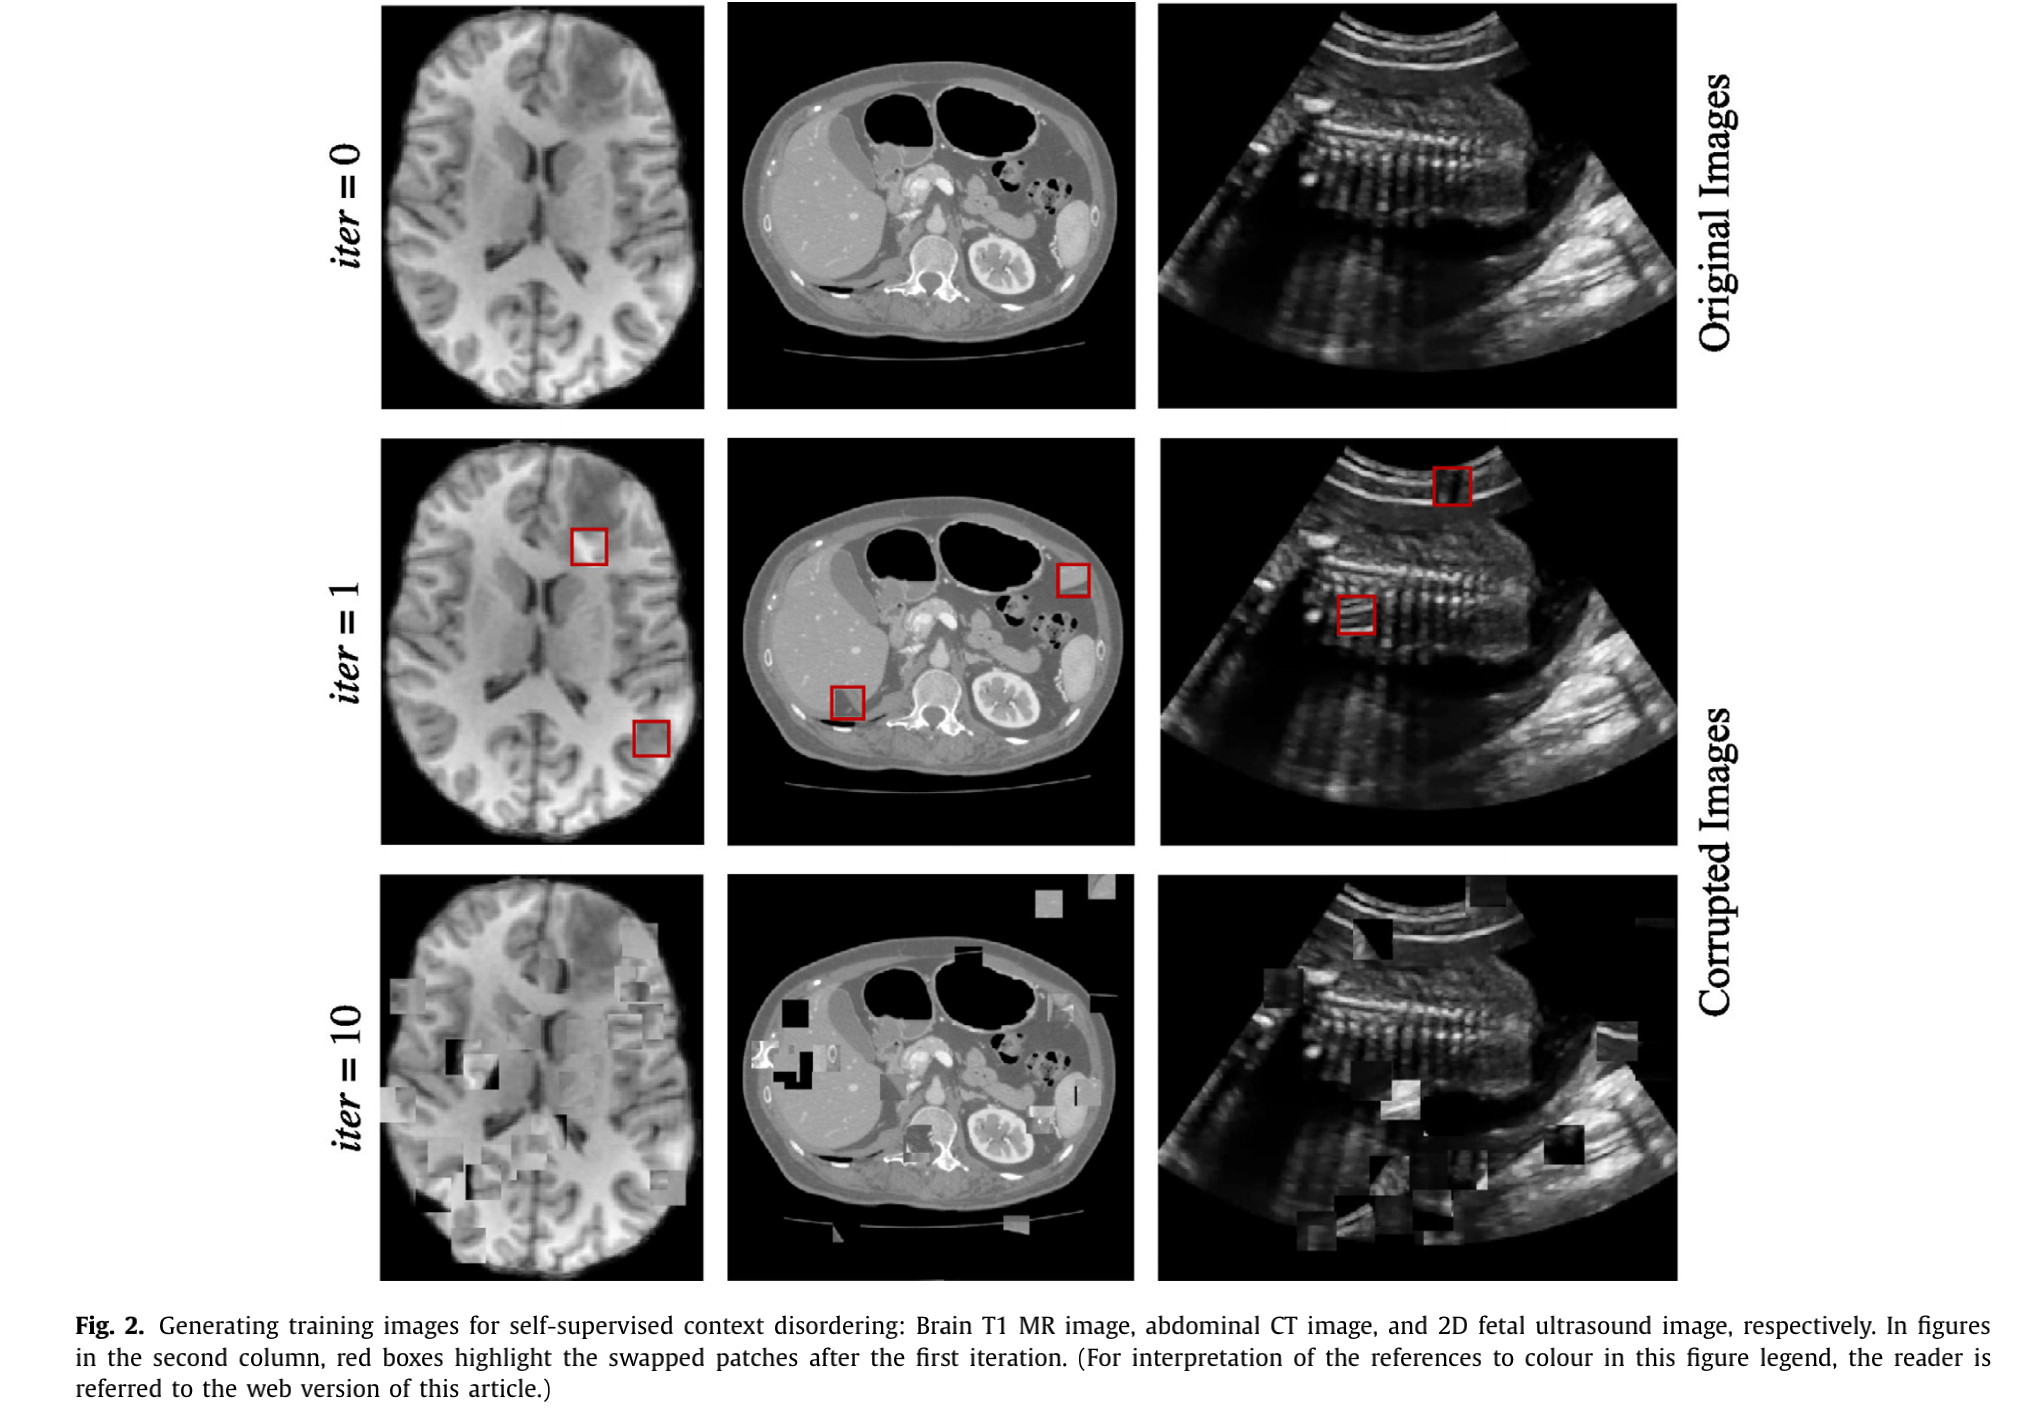 iter = 0
Original Images
iter = 1
Corrupted Images
iter = 10
Fig. 2. Generating training images for self-supervised context disordering: Brain T1 MR image, abdominal CT image, and 2D fetal ultrasound image, respectively. In figures
in the second column, red boxes highlight the swapped patches after the first iteration. (For interpretation of the references to colour in this figure legend, the reader is
referred to the web version of this article.)